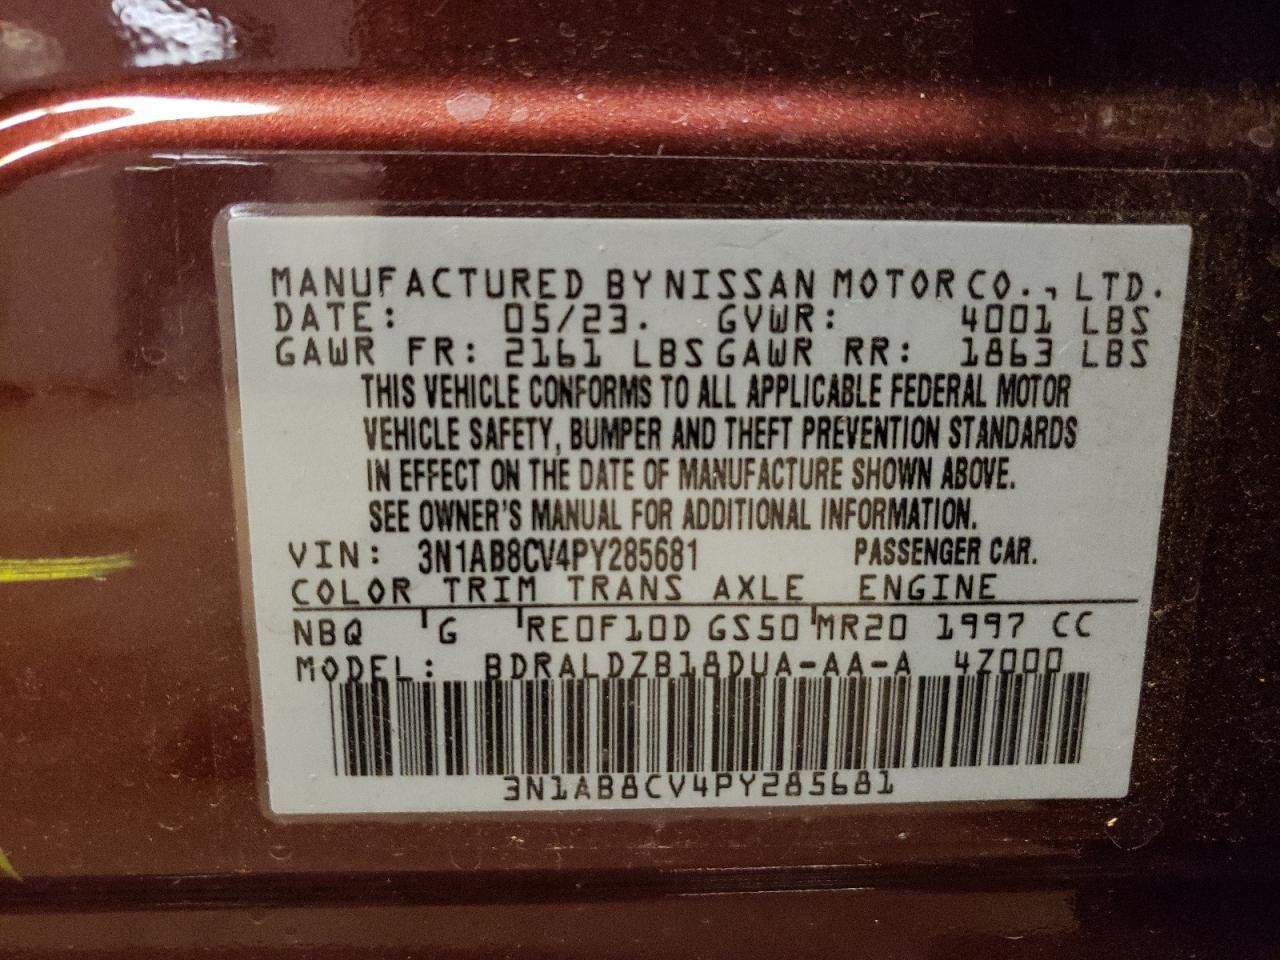 MANUFACTURED BY NISSAN MOTOR CO., LTD.
DATE: 05/23. GVWR: 4001 LBS
GAWR FR: 2161 LBS GAWR RR: 1863 LBS
THIS VEHICLE CONFORMS TO ALL APPLICABLE FEDERAL MOTOR
VEHICLE SAFETY, BUMPER AND THEFT PREVENTION STANDARDS
IN EFFECT ON THE DATE OF MANUFACTURE SHOWN ABOVE.
SEE OWNER'S MANUAL FOR ADDITIONAL INFORMATION.
VIN: 3N1AB8CV4PY285681 PASSENGER CAR.
COLOR TRIM TRANS AXLE ENGINE
NBQ G RE0F10D GS50 MR20 1997 CC
MODEL: BDRALDZB18DUA-AA-A 4Z000
3N1AB8CV4PY285681